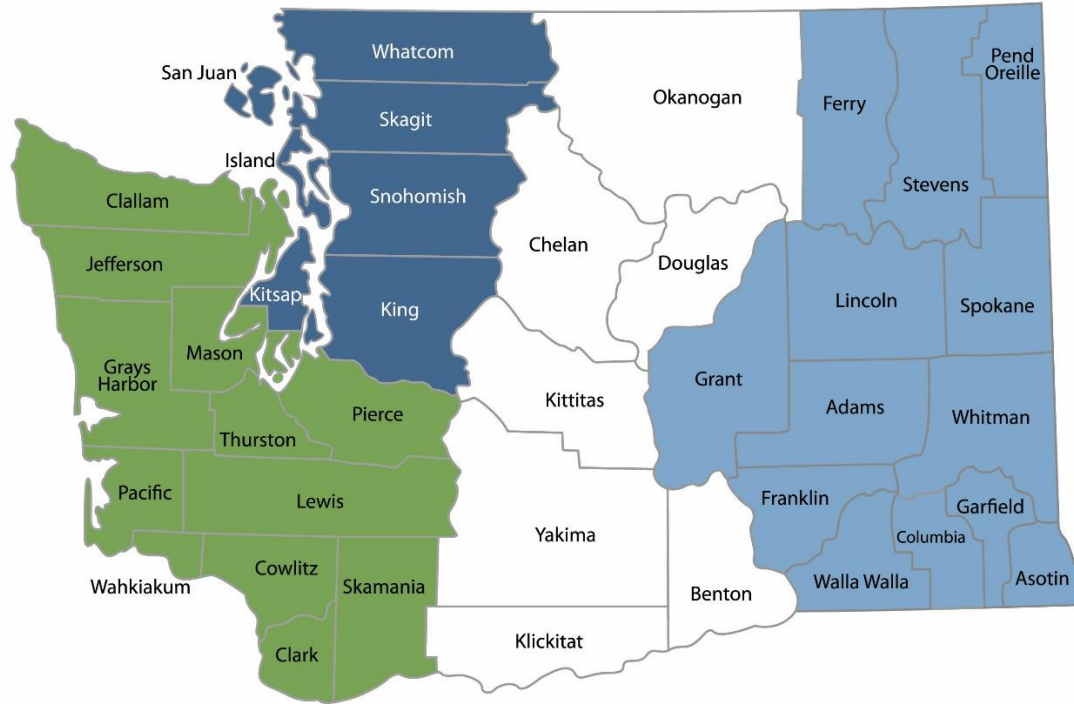 Whatcom
San Juan
Skagit
Island
Snohomish
King
Kitsap
Clallam
Jefferson
Grays
Harbor
Mason
Thurston
Pierce
Pacific
Lewis
Wahkiakum
Cowlitz
Skamania
Clark
Okanogan
Chelan
Douglas
Kittitas
Yakima
Klickitat
Benton
Ferry
Stevens
Pend
Oreille
Lincoln
Spokane
Grant
Adams
Whitman
Franklin
Walla Walla
Columbia
Garfield
Asotin